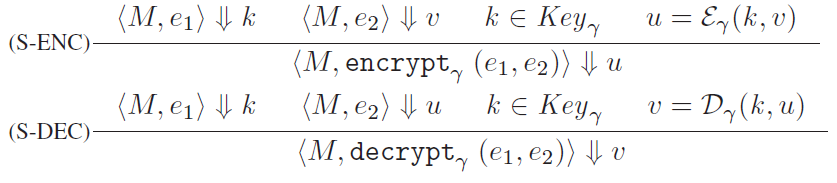 ⟨M, e₁⟩ ⇓ k ⟨M, e₂⟩ ⇓ v k ∈ Key_γ u = ℰ_γ(k, v)
(S-ENC)
⟨M, encrypt_γ (e₁, e₂)⟩ ⇓ u
⟨M, e₁⟩ ⇓ k ⟨M, e₂⟩ ⇓ u k ∈ Key_γ v = 𝒟_γ(k, u)
(S-DEC)
⟨M, decrypt_γ (e₁, e₂)⟩ ⇓ v